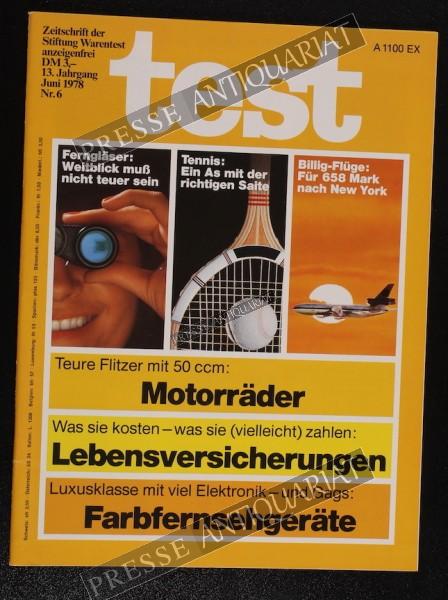 Zeitschrift der
Stiftung Warentest
anzeigenfrei
DM 3,–
13. Jahrgang
Juni 1978
Nr. 6
A 1100 EX
test
Ferngläser:
Weitblick muß
nicht teuer sein
Tennis:
Ein As mit der
richtigen Saite
Billig-Flüge:
Für 658 Mark
nach New York
Teure Flitzer mit 50 ccm:
Motorräder
Was sie kosten – was sie (vielleicht) zahlen:
Lebensversicherungen
Luxusklasse mit viel Elektronik – und Gags:
Farbfernsehgeräte
PRESSE ANTIQUARIAT
PRESSE ANTIQUARIAT
PRESSE ANTIQUARIAT